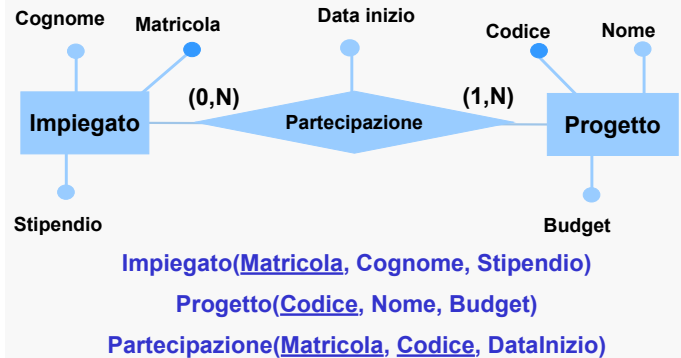 Cognome
Matricola
Data inizio
Codice
Nome
(0,N)
(1,N)
Impiegato
Partecipazione
Progetto
Stipendio
Budget
Impiegato(Matricola, Cognome, Stipendio)
Progetto(Codice, Nome, Budget)
Partecipazione(Matricola, Codice, DataInizio)